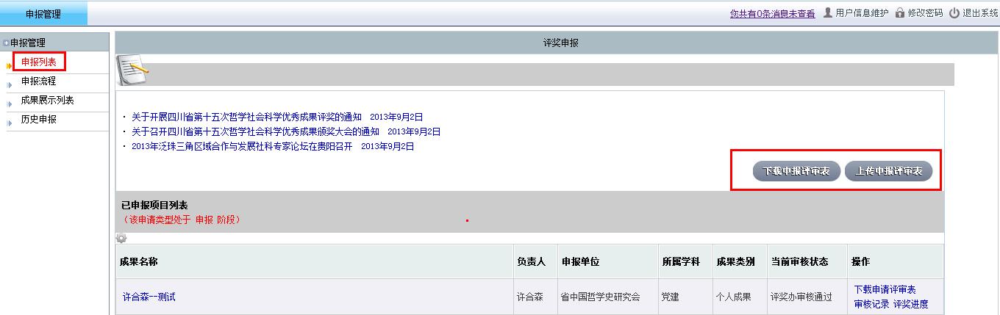 申报管理
您共有0条消息未查看 用户信息维护 修改密码 退出系统
申报管理
申报列表
申报流程
成果展示列表
历史申报
评奖申报
· 关于开展四川省第十五次哲学社会科学优秀成果评奖的通知 2013年9月2日
· 关于召开四川省第十五次哲学社会科学优秀成果颁奖大会的通知 2013年9月2日
· 2013年泛珠三角区域合作与发展社科专家论坛在贵阳召开 2013年9月2日
下载申报评审表 上传申报评审表
已申报项目列表
（该申请类型处于 申报 阶段）
成果名称 负责人 申报单位 所属学科 成果类别 当前审核状态 操作
许合森--测试 许合森 省中国哲学史研究会 党建 个人成果 评奖办审核通过 下载申请评审表
审核记录 评奖进度